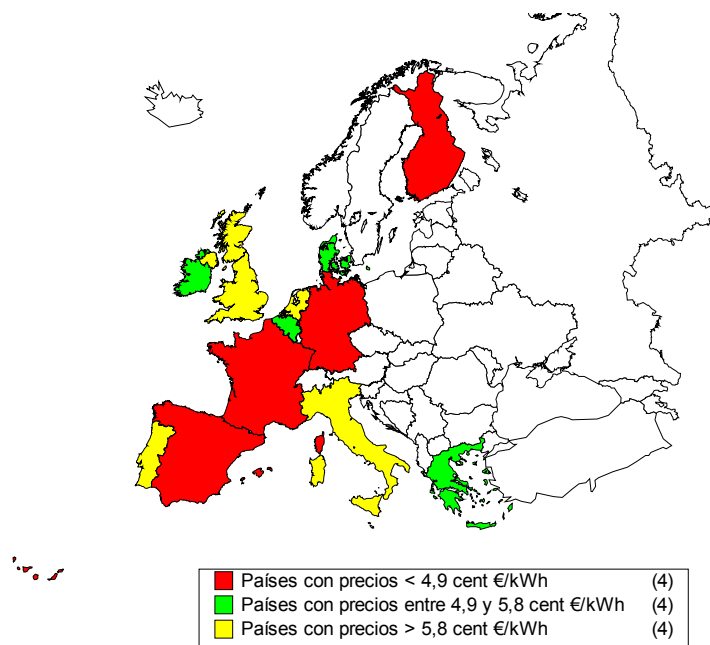 Países con precios < 4,9 cent €/kWh (4)
Países con precios entre 4,9 y 5,8 cent €/kWh (4)
Países con precios > 5,8 cent €/kWh (4)